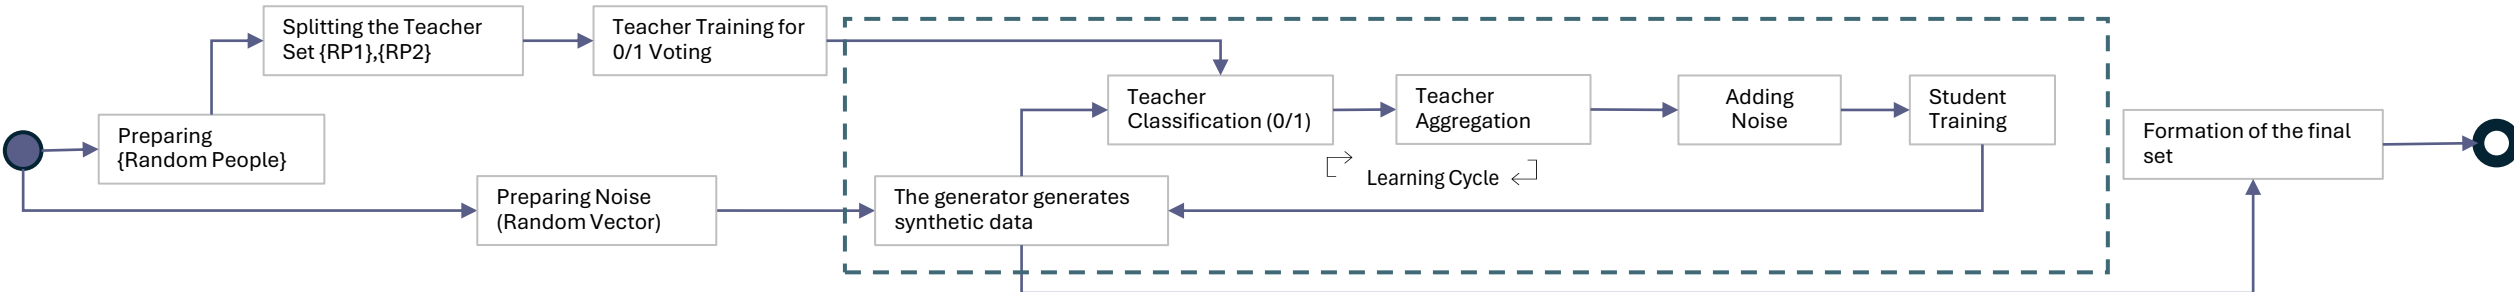 Splitting the Teacher
Set {RP1},{RP2}
Teacher Training for
0/1 Voting
Preparing
{Random People}
Preparing Noise
(Random Vector)
Teacher
Classification (0/1)
Teacher
Aggregation
Adding
Noise
Student
Training
Learning Cycle
The generator generates
synthetic data
Formation of the final
set